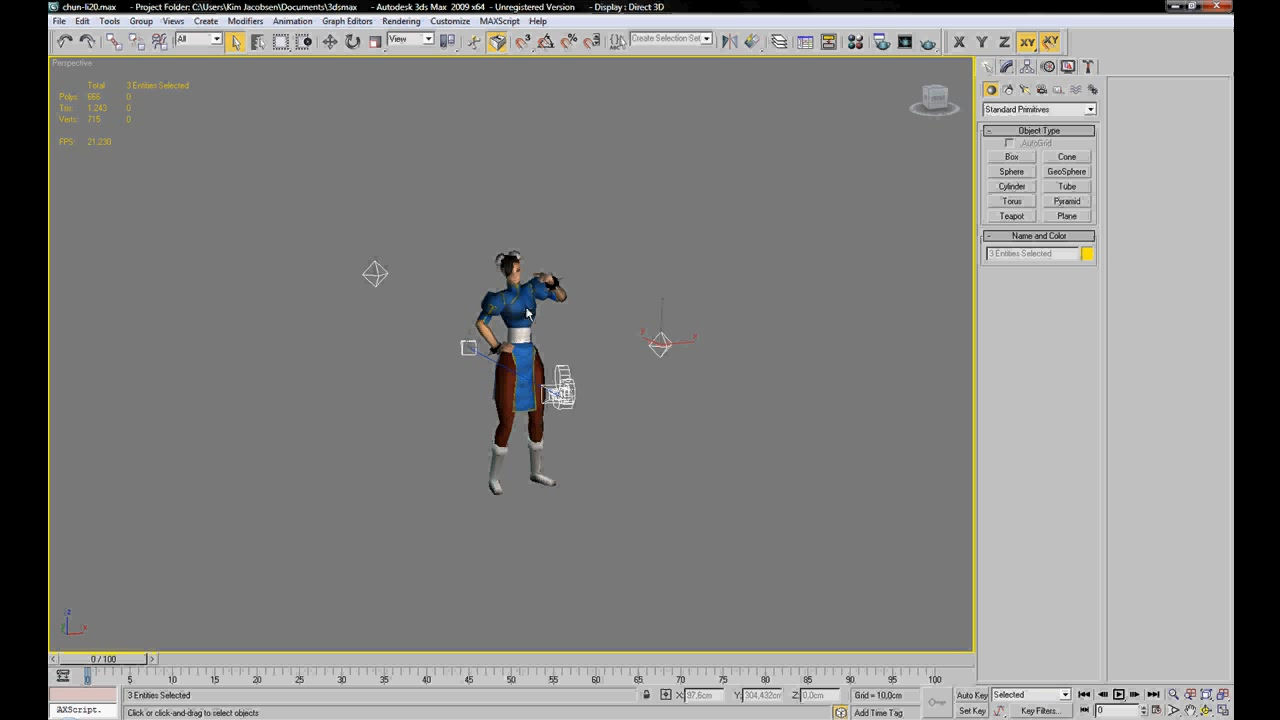 chun-li20.max - Project Folder: C:\Users\Kim Jacobsen\Documents\3dsmax - Autodesk 3ds Max 2009 x64 - Unregistered Version - Display : Direct 3D
File Edit Tools Group Views Create Modifiers Animation Graph Editors Rendering Customize MAXScript Help
All View Create Selection Set X Y Z XY XY
Perspective
Total 3 Entities Selected
Polys: 666 0
Tris: 1.243 0
Verts: 715 0
FPS: 21,230
Standard Primitives
- Object Type
AutoGrid
Box Cone
Sphere GeoSphere
Cylinder Tube
Torus Pyramid
Teapot Plane
- Name and Color
3 Entities Selected
z
x
0 / 100
0 5 10 15 20 25 30 35 40 45 50 55 60 65 70 75 80 85 90 95 100
3 Entities Selected X: 97,6cm Y: 304,432cm Z: 0,0cm Grid = 10,0cm Auto Key Selected
AXScript. Click or click-and-drag to select objects Add Time Tag Set Key Key Filters... 0